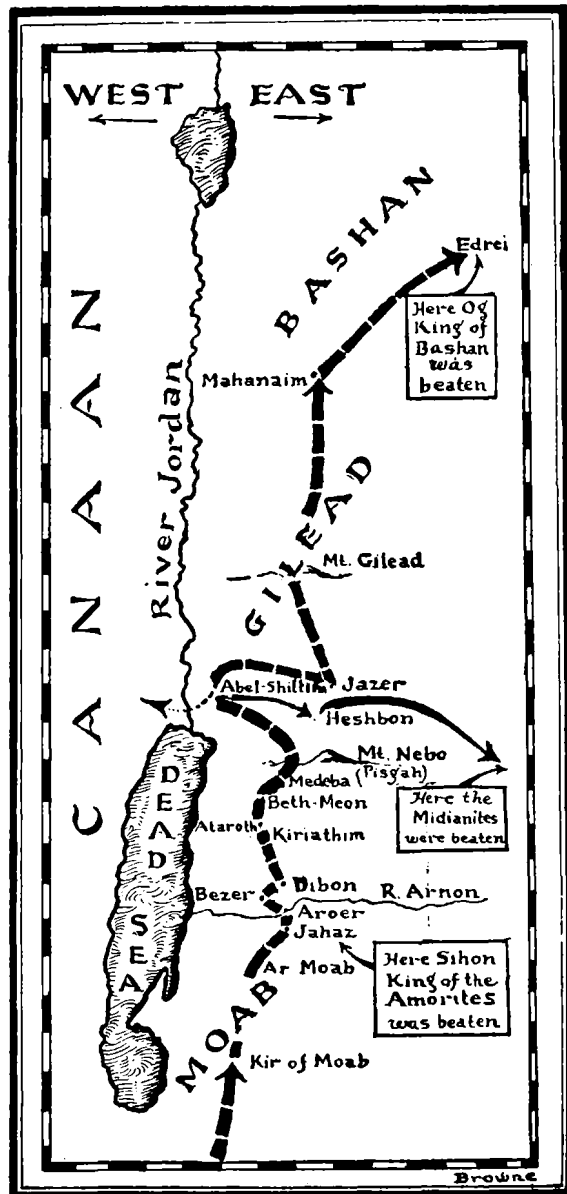 WEST EAST
BASHAN
Edrei
Here Og
King of
Bashan
was
beaten
Mahanaim
CANAAN
River Jordan
GILEAD
Mt. Gilead
Abel-Shittim
Jazer
Heshbon
Mt. Nebo
(Pisgah)
Medeba
Beth-Meon
Here the
Midianites
were beaten
Ataroth
Kiriathim
DEAD
SEA
Dibon
Bezer
R. Arnon
Aroer
Jahaz
Ar Moab
Here Sihon
King of the
Amorites
was beaten
MOAB
Kir of Moab
Browne